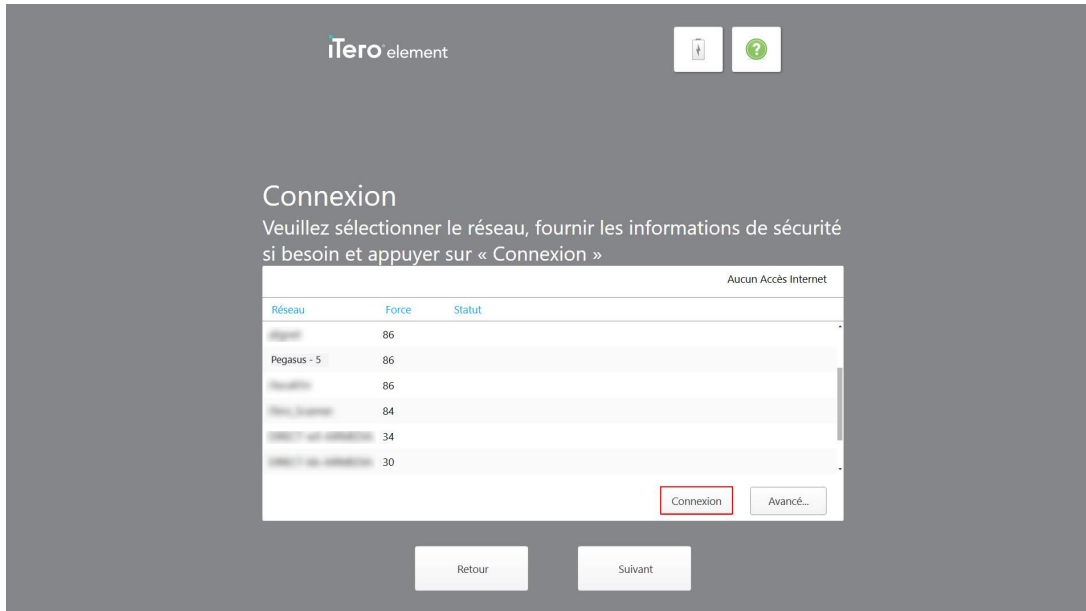 iTero element
Connexion
Veuillez sélectionner le réseau, fournir les informations de sécurité
si besoin et appuyer sur « Connexion »
Aucun Accès Internet
Réseau Force Statut
86
Pegasus - 5 86
86
84
34
30
Connexion Avancé...
Retour Suivant